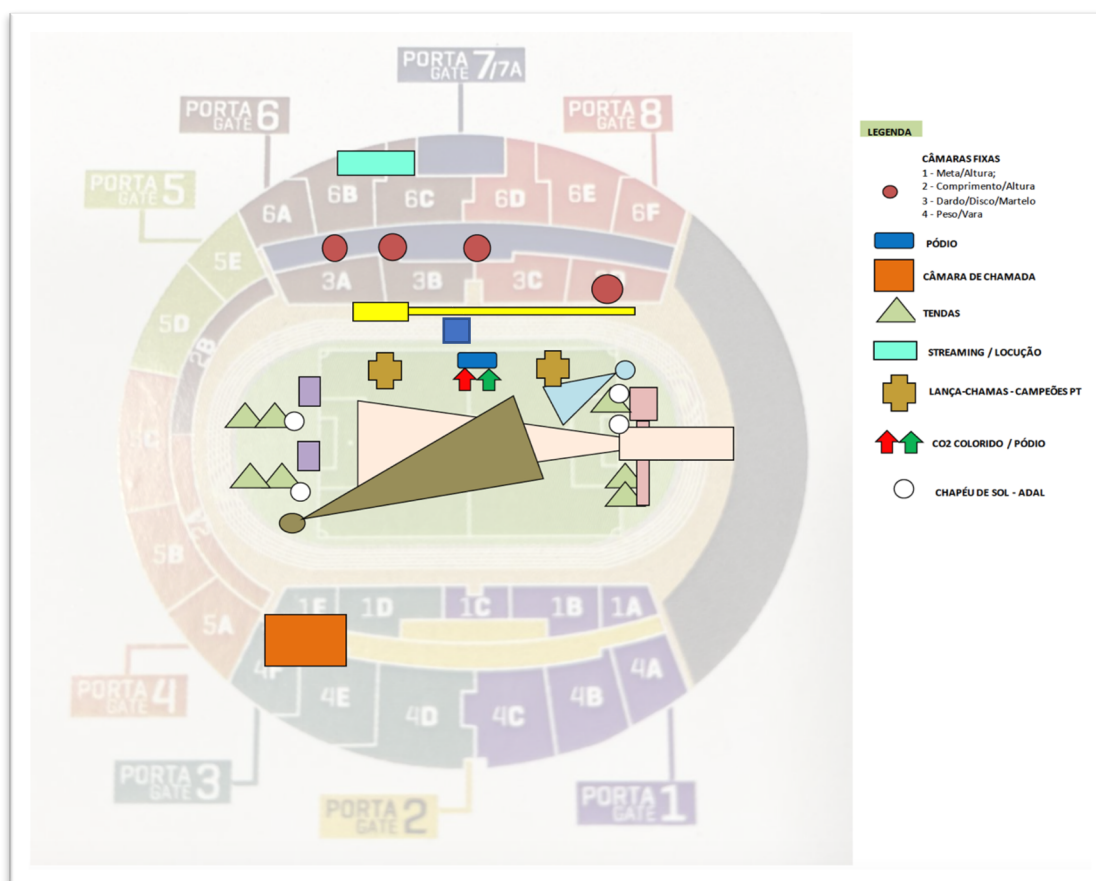 PORTA GATE 7/7A
PORTA GATE 6
PORTA GATE 8
PORTA GATE 5
6A
6B
6C
6D
6E
6F
5E
3A
3B
3C
5D
2B
5C
5B
5A
1E
1D
1C
1B
1A
4F
4E
4D
4C
4B
4A
PORTA GATE 4
PORTA GATE 3
PORTA GATE 2
PORTA GATE 1
LEGENDA
CÂMARAS FIXAS
1 - Meta/Altura;
2 - Comprimento/Altura
3 - Dardo/Disco/Martelo
4 - Peso/Vara
PÓDIO
CÂMARA DE CHAMADA
TENDAS
STREAMING / LOCUÇÃO
LANÇA-CHAMAS - CAMPEÕES PT
CO2 COLORIDO / PÓDIO
CHAPÉU DE SOL - ADAL